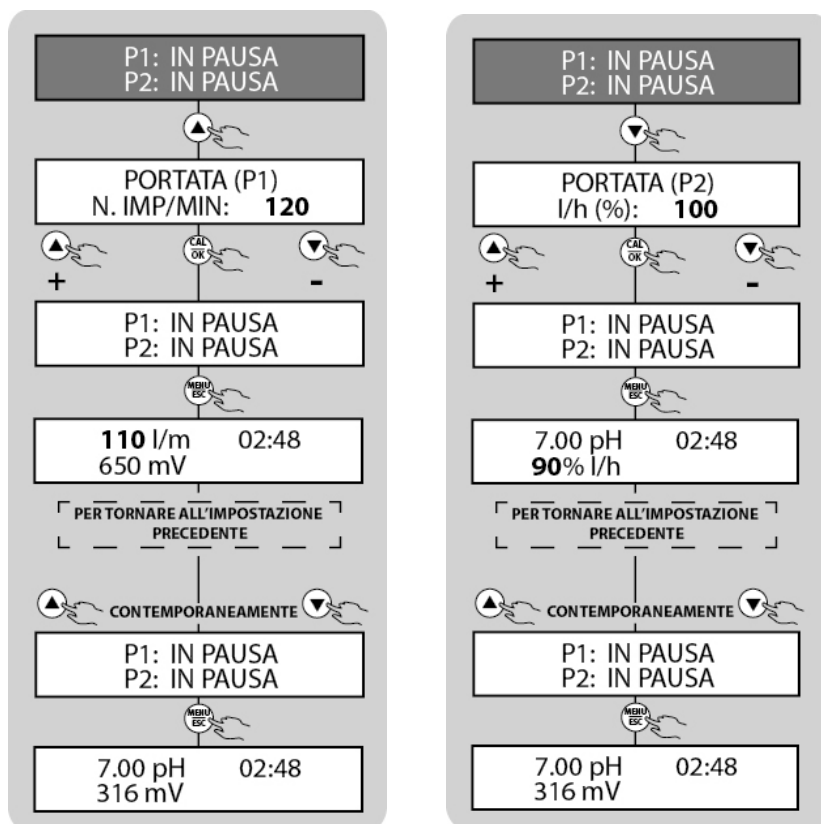 P1: IN PAUSA
P2: IN PAUSA
PORTATA (P1)
N. IMP/MIN: 120
CAL
OK
+
-
P1: IN PAUSA
P2: IN PAUSA
MENU
ESC
110 l/m 02:48
650 mV
PER TORNARE ALL'IMPOSTAZIONE
PRECEDENTE
CONTEMPORANEAMENTE
P1: IN PAUSA
P2: IN PAUSA
MENU
ESC
7.00 pH 02:48
316 mV
P1: IN PAUSA
P2: IN PAUSA
PORTATA (P2)
l/h (%): 100
CAL
OK
+
-
P1: IN PAUSA
P2: IN PAUSA
MENU
ESC
7.00 pH 02:48
90% l/h
PER TORNARE ALL'IMPOSTAZIONE
PRECEDENTE
CONTEMPORANEAMENTE
P1: IN PAUSA
P2: IN PAUSA
MENU
ESC
7.00 pH 02:48
316 mV